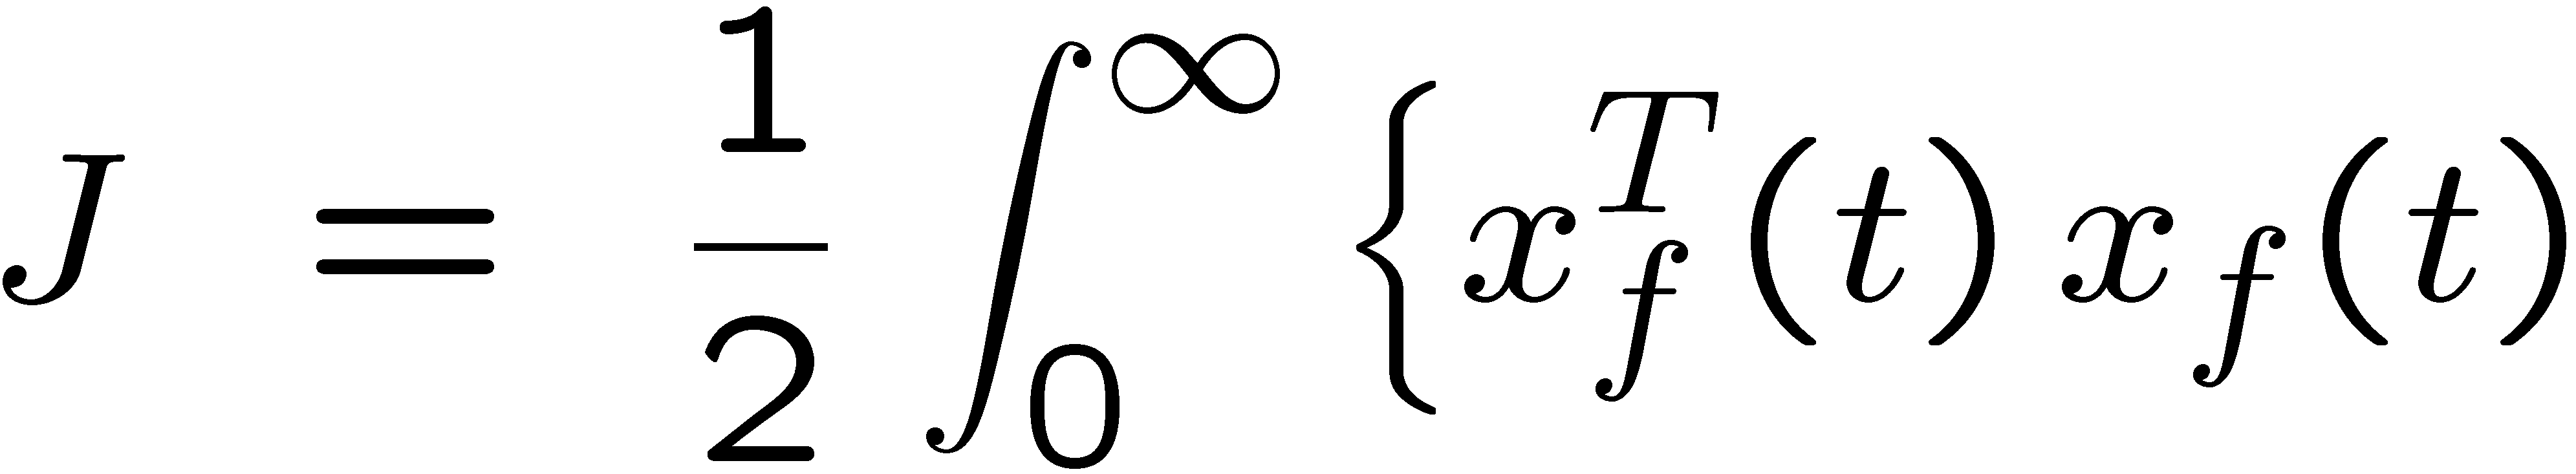 J = \frac{1}{2} \int_0^\infty \{ x_f^T(t) x_f(t)